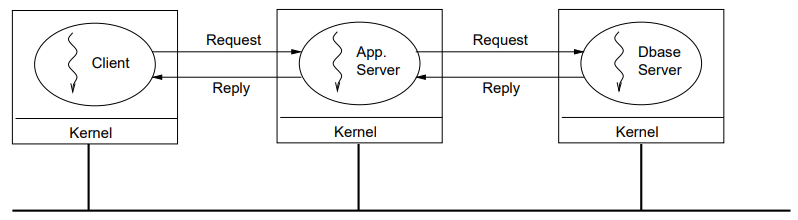 Client
Request
Reply
App.
Server
Request
Reply
Dbase
Server
Kernel
Kernel
Kernel